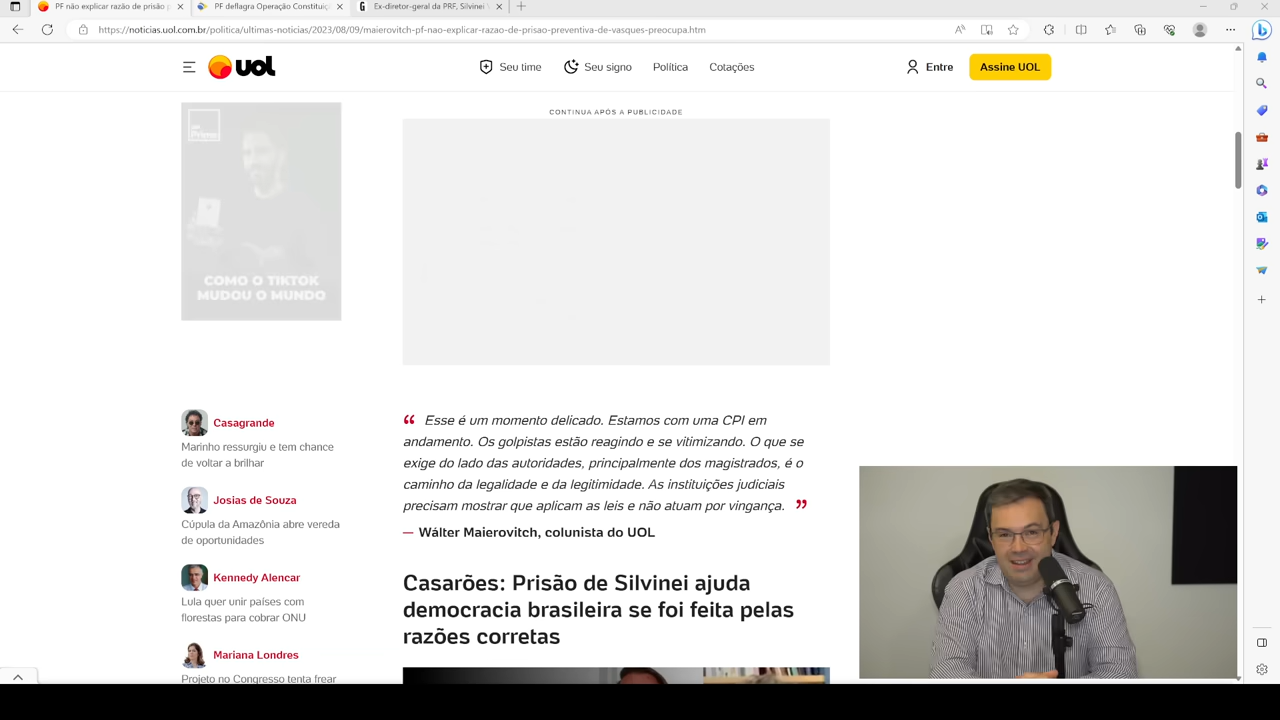 PF não explicar razão de prisão p
PF deflagra Operação Constituiç
Ex-diretor-geral da PRF, Silvinei V
https://noticias.uol.com.br/politica/ultimas-noticias/2023/08/09/maierovitch-pf-nao-explicar-razao-de-prisao-preventiva-de-vasques-preocupa.htm
uol
Seu time
Seu signo
Política
Cotações
Entre
Assine UOL
CONTINUA APÓS A PUBLICIDADE
COMO O TIKTOK
MUDOU O MUNDO
Casagrande
Marinho ressurgiu e tem chance
de voltar a brilhar
Josias de Souza
Cúpula da Amazônia abre vereda
de oportunidades
Kennedy Alencar
Lula quer unir países com
florestas para cobrar ONU
Mariana Londres
Projeto no Congresso tenta frear
“ Esse é um momento delicado. Estamos com uma CPI em
andamento. Os golpistas estão reagindo e se vitimizando. O que se
exige do lado das autoridades, principalmente dos magistrados, é o
caminho da legalidade e da legitimidade. As instituições judiciais
precisam mostrar que aplicam as leis e não atuam por vingança. ”
— Wálter Maierovitch, colunista do UOL
Casarões: Prisão de Silvinei ajuda
democracia brasileira se foi feita pelas
razões corretas